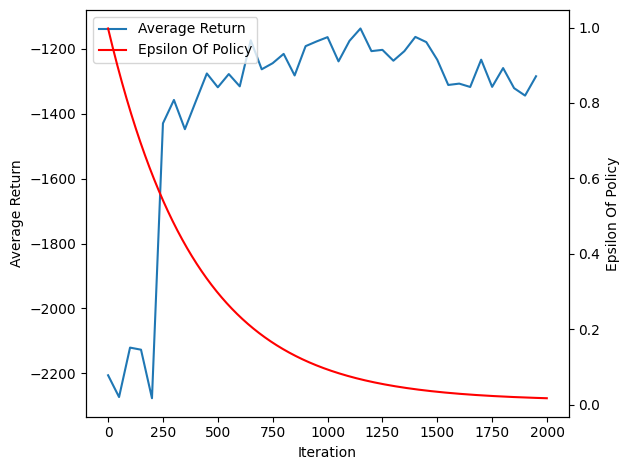 Average Return
Epsilon Of Policy
−1200
−1400
−1600
−1800
−2000
−2200
Average Return
1.0
0.8
0.6
0.4
0.2
0.0
Epsilon Of Policy
0 250 500 750 1000 1250 1500 1750 2000
Iteration